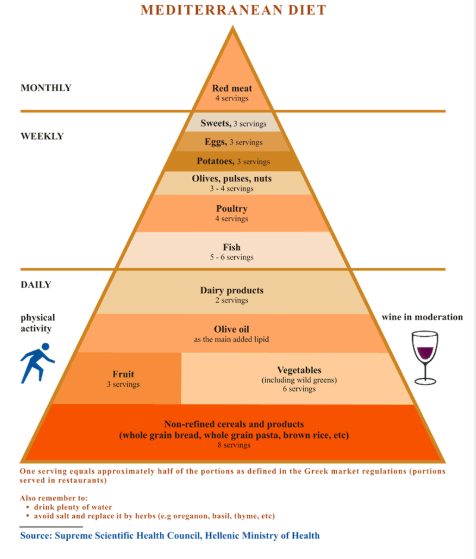 MEDITERRANEAN DIET
MONTHLY
Red meat
4 servings
WEEKLY
Sweets, 3 servings
Eggs, 3 servings
Potatoes, 3 servings
Olives, pulses, nuts
3 - 4 servings
Poultry
4 servings
Fish
5 - 6 servings
DAILY
Dairy products
2 servings
physical
activity
wine in moderation
Olive oil
as the main added lipid
Fruit
3 servings
Vegetables
(including wild greens)
6 servings
Non-refined cereals and products
(whole grain bread, whole grain pasta, brown rice, etc)
8 servings
One serving equals approximately half of the portions as defined in the Greek market regulations (portions
served in restaurants)
Also remember to:
• drink plenty of water
• avoid salt and replace it by herbs (e.g oreganon, basil, thyme, etc)
Source: Supreme Scientific Health Council, Hellenic Ministry of Health